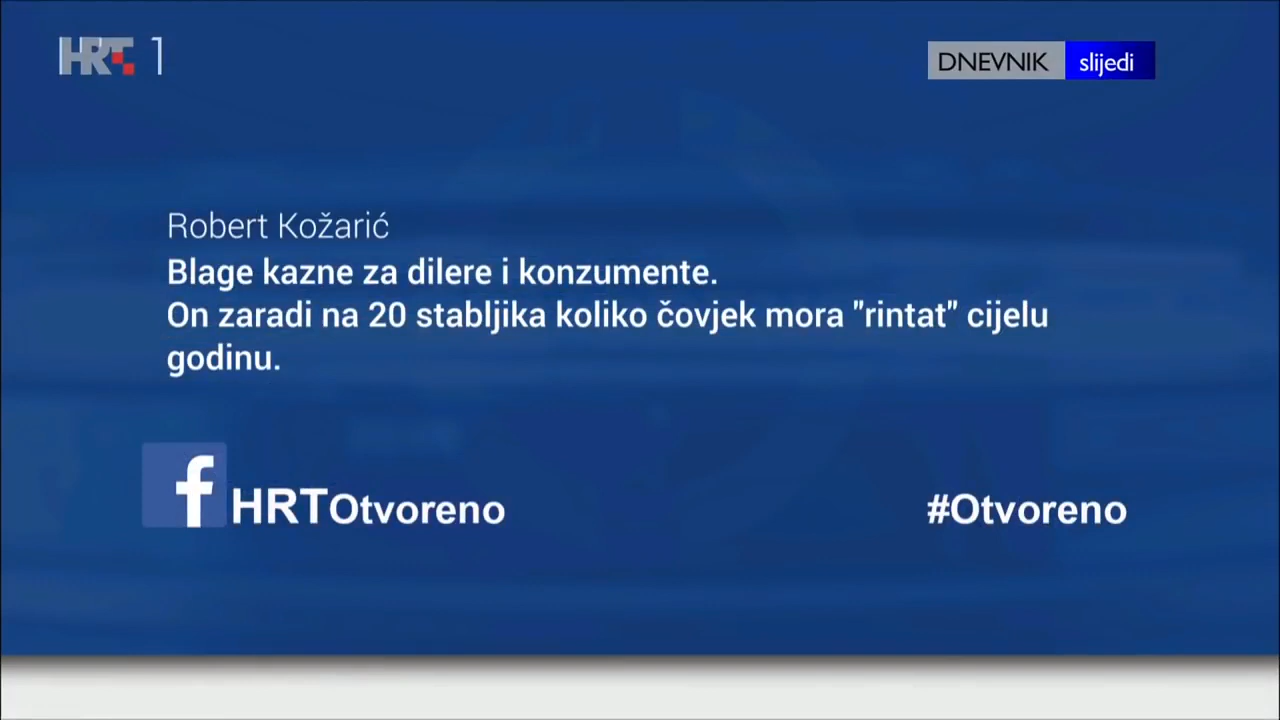 HRT 1
DNEVNIK slijedi
Robert Kožarić
Blage kazne za dilere i konzumente.
On zaradi na 20 stabljika koliko čovjek mora "rintat" cijelu
godinu.
f HRTOtvoreno
#Otvoreno